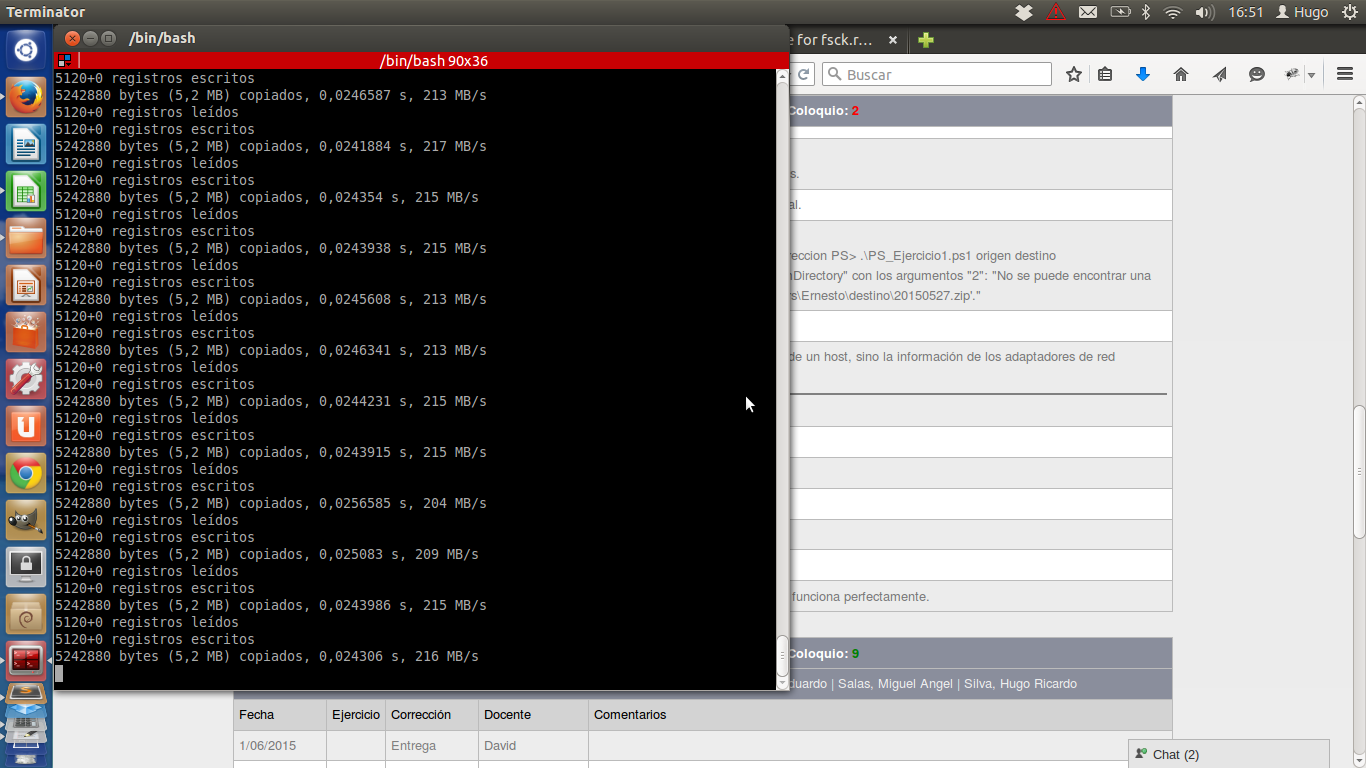 Terminator
16:51
Hugo
/bin/bash
/bin/bash 90x36
5120+0 registros escritos
5242880 bytes (5,2 MB) copiados, 0,0246587 s, 213 MB/s
5120+0 registros leídos
5120+0 registros escritos
5242880 bytes (5,2 MB) copiados, 0,0241884 s, 217 MB/s
5120+0 registros leídos
5120+0 registros escritos
5242880 bytes (5,2 MB) copiados, 0,024354 s, 215 MB/s
5120+0 registros leídos
5120+0 registros escritos
5242880 bytes (5,2 MB) copiados, 0,0243938 s, 215 MB/s
5120+0 registros leídos
5120+0 registros escritos
5242880 bytes (5,2 MB) copiados, 0,0245608 s, 213 MB/s
5120+0 registros leídos
5120+0 registros escritos
5242880 bytes (5,2 MB) copiados, 0,0246341 s, 213 MB/s
5120+0 registros leídos
5120+0 registros escritos
5242880 bytes (5,2 MB) copiados, 0,0244231 s, 215 MB/s
5120+0 registros leídos
5120+0 registros escritos
5242880 bytes (5,2 MB) copiados, 0,0243915 s, 215 MB/s
5120+0 registros leídos
5120+0 registros escritos
5242880 bytes (5,2 MB) copiados, 0,0256585 s, 204 MB/s
5120+0 registros leídos
5120+0 registros escritos
5242880 bytes (5,2 MB) copiados, 0,025083 s, 209 MB/s
5120+0 registros leídos
5120+0 registros escritos
5242880 bytes (5,2 MB) copiados, 0,0243986 s, 215 MB/s
5120+0 registros leídos
5120+0 registros escritos
5242880 bytes (5,2 MB) copiados, 0,024306 s, 216 MB/s
e for fsck.r...
Buscar
Coloquio: 2
s.
al.
reccion PS> .\PS_Ejercicio1.ps1 origen destino
nDirectory" con los argumentos "2": "No se puede encontrar una
rs\Ernesto\destino\20150527.zip'."
de un host, sino la información de los adaptadores de red
funciona perfectamente.
Coloquio: 9
duardo | Salas, Miguel Angel | Silva, Hugo Ricardo
Fecha Ejercicio Corrección Docente Comentarios
1/06/2015 Entrega David
Chat (2)